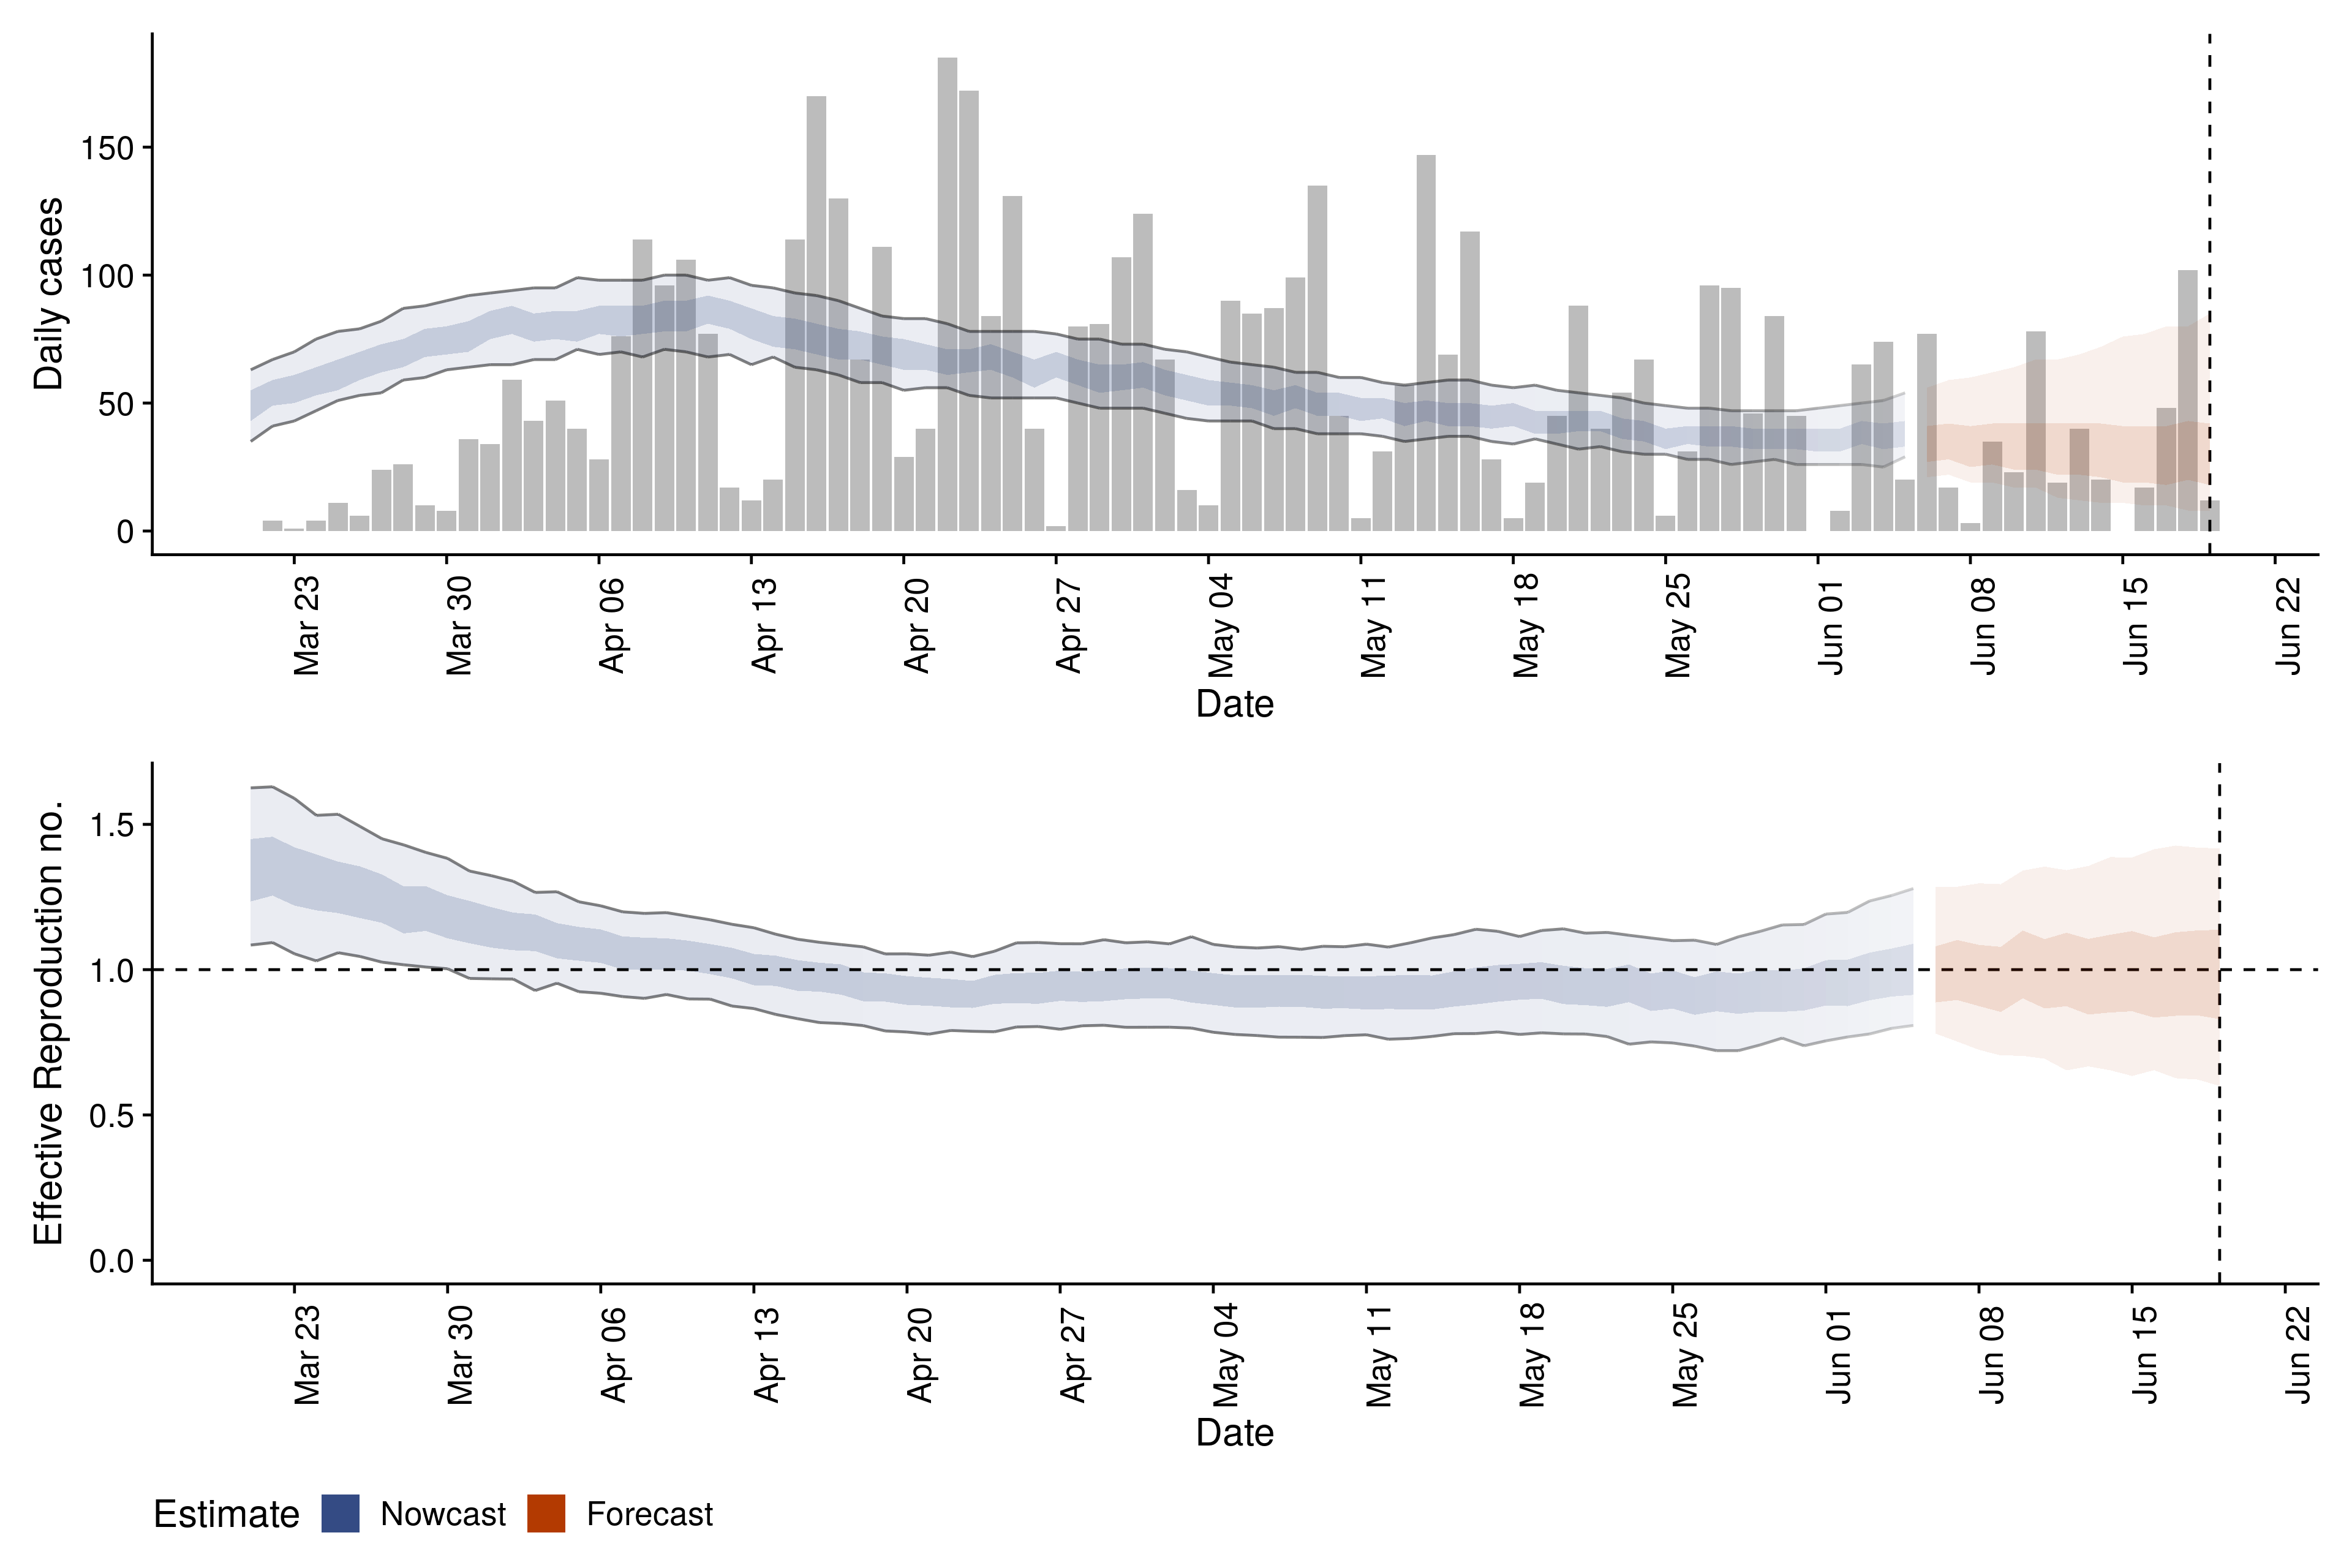 Daily cases
150
100
50
0
Mar 23
Mar 30
Apr 06
Apr 13
Apr 20
Apr 27
May 04
May 11
May 18
May 25
Jun 01
Jun 08
Jun 15
Jun 22
Date
Effective Reproduction no.
1.5
1.0
0.5
0.0
Mar 23
Mar 30
Apr 06
Apr 13
Apr 20
Apr 27
May 04
May 11
May 18
May 25
Jun 01
Jun 08
Jun 15
Jun 22
Date
Estimate Nowcast Forecast